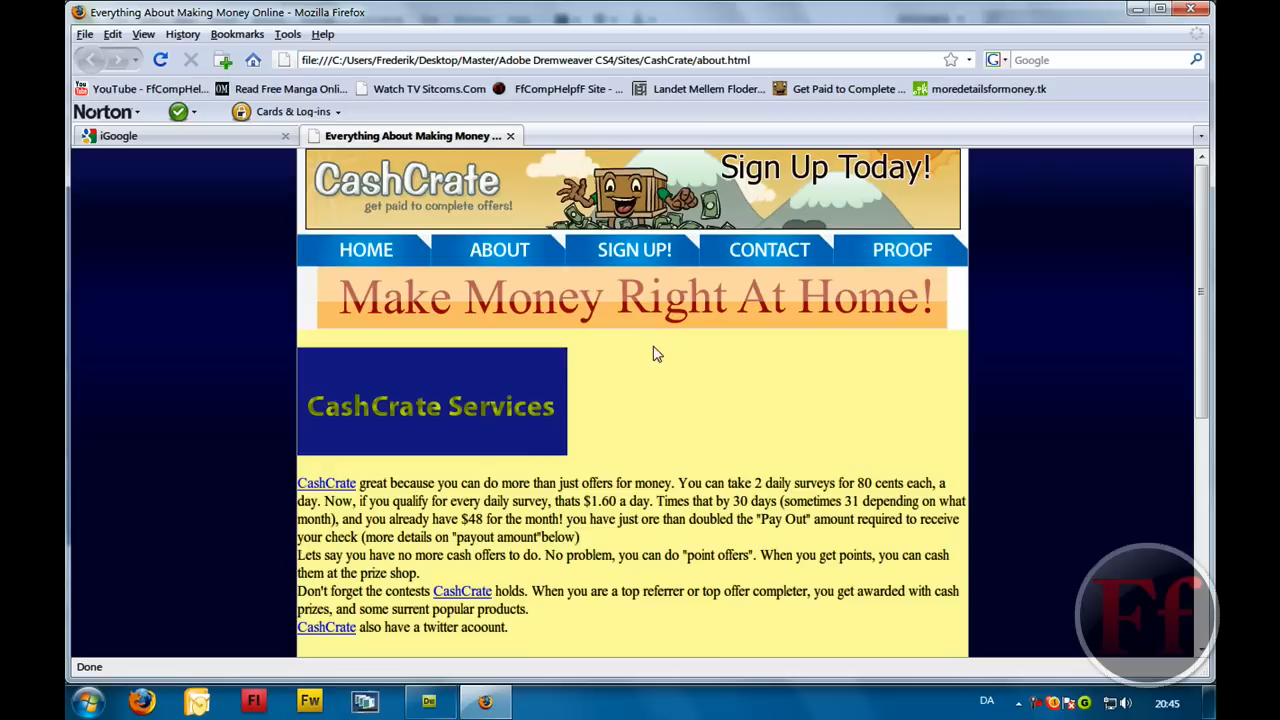 Everything About Making Money Online - Mozilla Firefox
File Edit View History Bookmarks Tools Help
file:///C:/Users/Frederik/Desktop/Master/Adobe Dremweaver CS4/Sites/CashCrate/about.html
Google
YouTube - FfCompHelpf... Read Free Manga Onli... Watch TV Sitcoms.Com FfCompHelpfF Site - ... Landet Mellem Floder... Get Paid to Complete ... moredetailsformoney.tk
Norton Cards & Log-ins
iGoogle Everything About Making Money ...
CashCrate
get paid to complete offers!
Sign Up Today!
HOME ABOUT SIGN UP! CONTACT PROOF
Make Money Right At Home!
CashCrate Services
CashCrate great because you can do more than just offers for money. You can take 2 daily surveys for 80 cents each, a
day. Now, if you qualify for every daily survey, thats $1.60 a day. Times that by 30 days (sometimes 31 depending on what
month), and you already have $48 for the month! you have just ore than doubled the "Pay Out" amount required to receive
your check (more details on "payout amount"below)
Lets say you have no more cash offers to do. No problem, you can do "point offers". When you get points, you can cash
them at the prize shop.
Don't forget the contests CashCrate holds. When you are a top referrer or top offer completer, you get awarded with cash
prizes, and some surrent popular products.
CashCrate also have a twitter acoount.
Ff
Done
Fl Fw Dw
DA 20:45